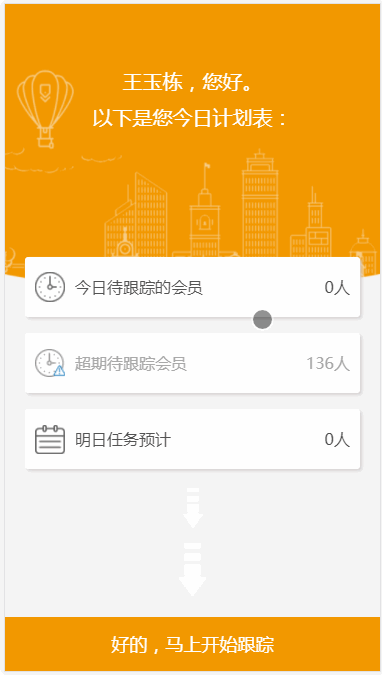 王玉栋，您好。
以下是您今日计划表：
今日待跟踪的会员 0人
超期待跟踪会员 136人
明日任务预计 0人
好的，马上开始跟踪